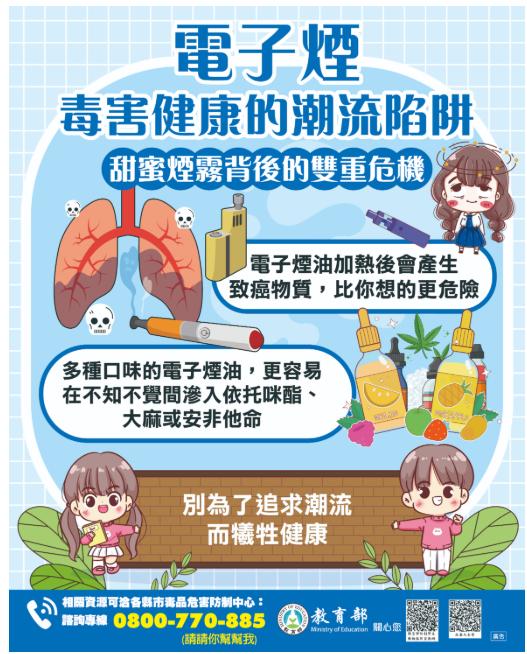 電子煙
毒害健康的潮流陷阱
甜蜜煙霧背後的雙重危機
電子煙油加熱後會產生
致癌物質，比你想的更危險
多種口味的電子煙油，更容易
在不知不覺間滲入依托咪酯、
大麻或安非他命
別為了追求潮流
而犧牲健康
相關資源可洽各縣市毒品危害防制中心：
諮詢專線 0800-770-885
(請請你幫幫我)
教育部 關心您
Ministry of Education
廣告